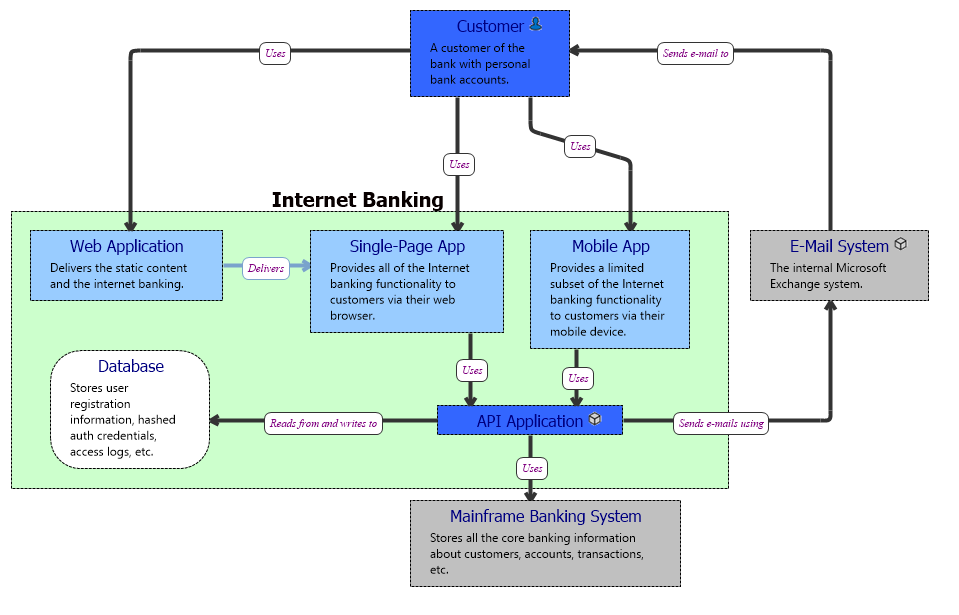 Customer
A customer of the
bank with personal
bank accounts.
Uses
Sends e-mail to
Uses
Uses
Internet Banking
Web Application
Delivers the static content
and the internet banking.
Delivers
Single-Page App
Provides all of the Internet
banking functionality to
customers via their web
browser.
Mobile App
Provides a limited
subset of the Internet
banking functionality
to customers via their
mobile device.
E-Mail System
The internal Microsoft
Exchange system.
Uses
Uses
Database
Stores user
registration
information, hashed
auth credentials,
access logs, etc.
Reads from and writes to
API Application
Sends e-mails using
Uses
Mainframe Banking System
Stores all the core banking information
about customers, accounts, transactions,
etc.